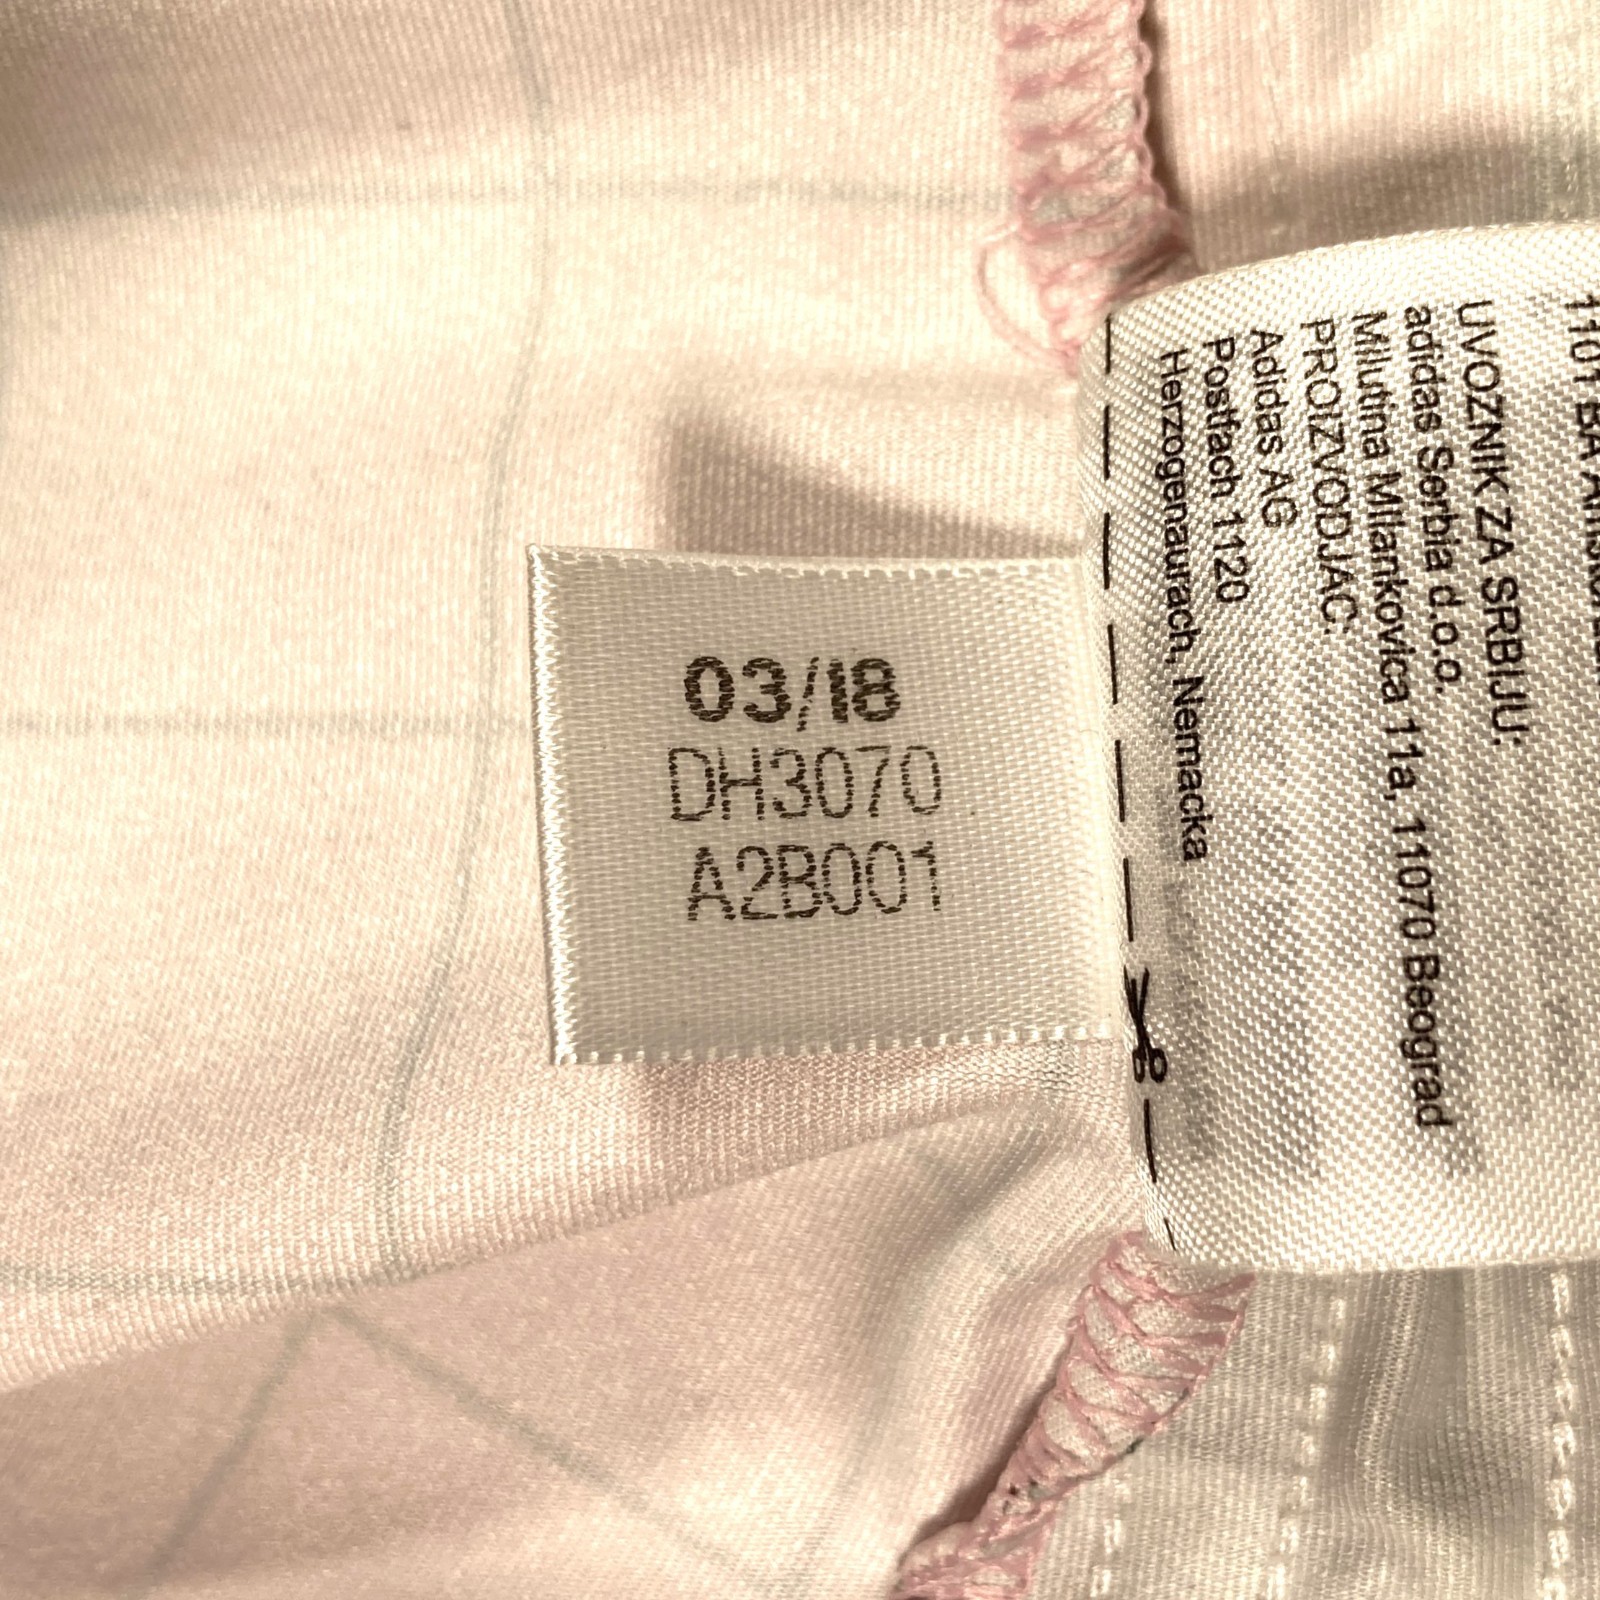 03/18
DH3070
A2B001
UVOZNIK ZA SRBIJU:
adidas Serbia d.o.o.
Milutina Milankovica 11a, 11070 Beograd
PROIZVODJAC:
Adidas AG
Postfach 1120
Herzogenaurach, Nemacka